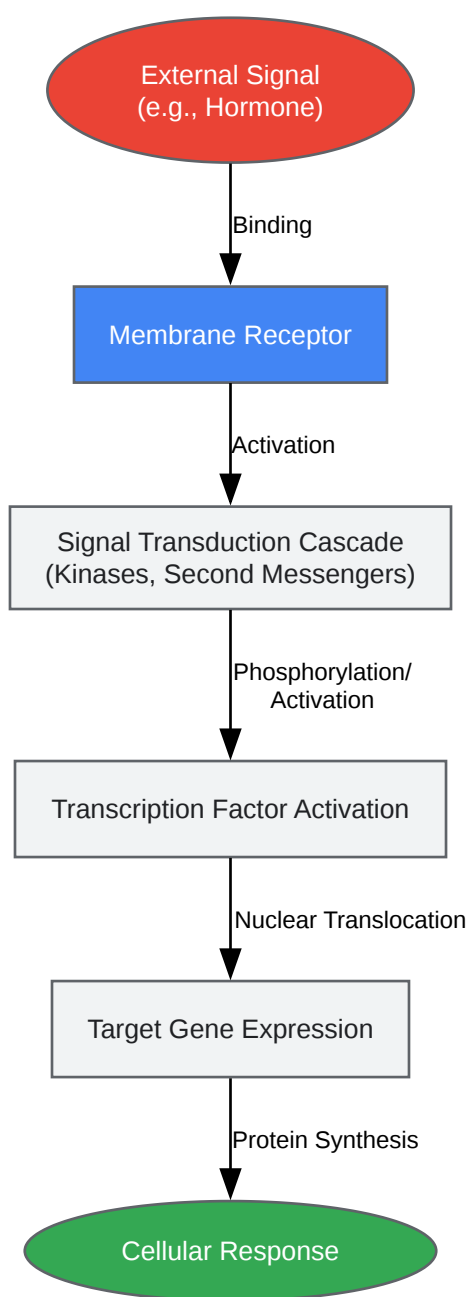 External Signal
(e.g., Hormone)
Binding
Membrane Receptor
Activation
Signal Transduction Cascade
(Kinases, Second Messengers)
Phosphorylation/
Activation
Transcription Factor Activation
Nuclear Translocation
Target Gene Expression
Protein Synthesis
Cellular Response